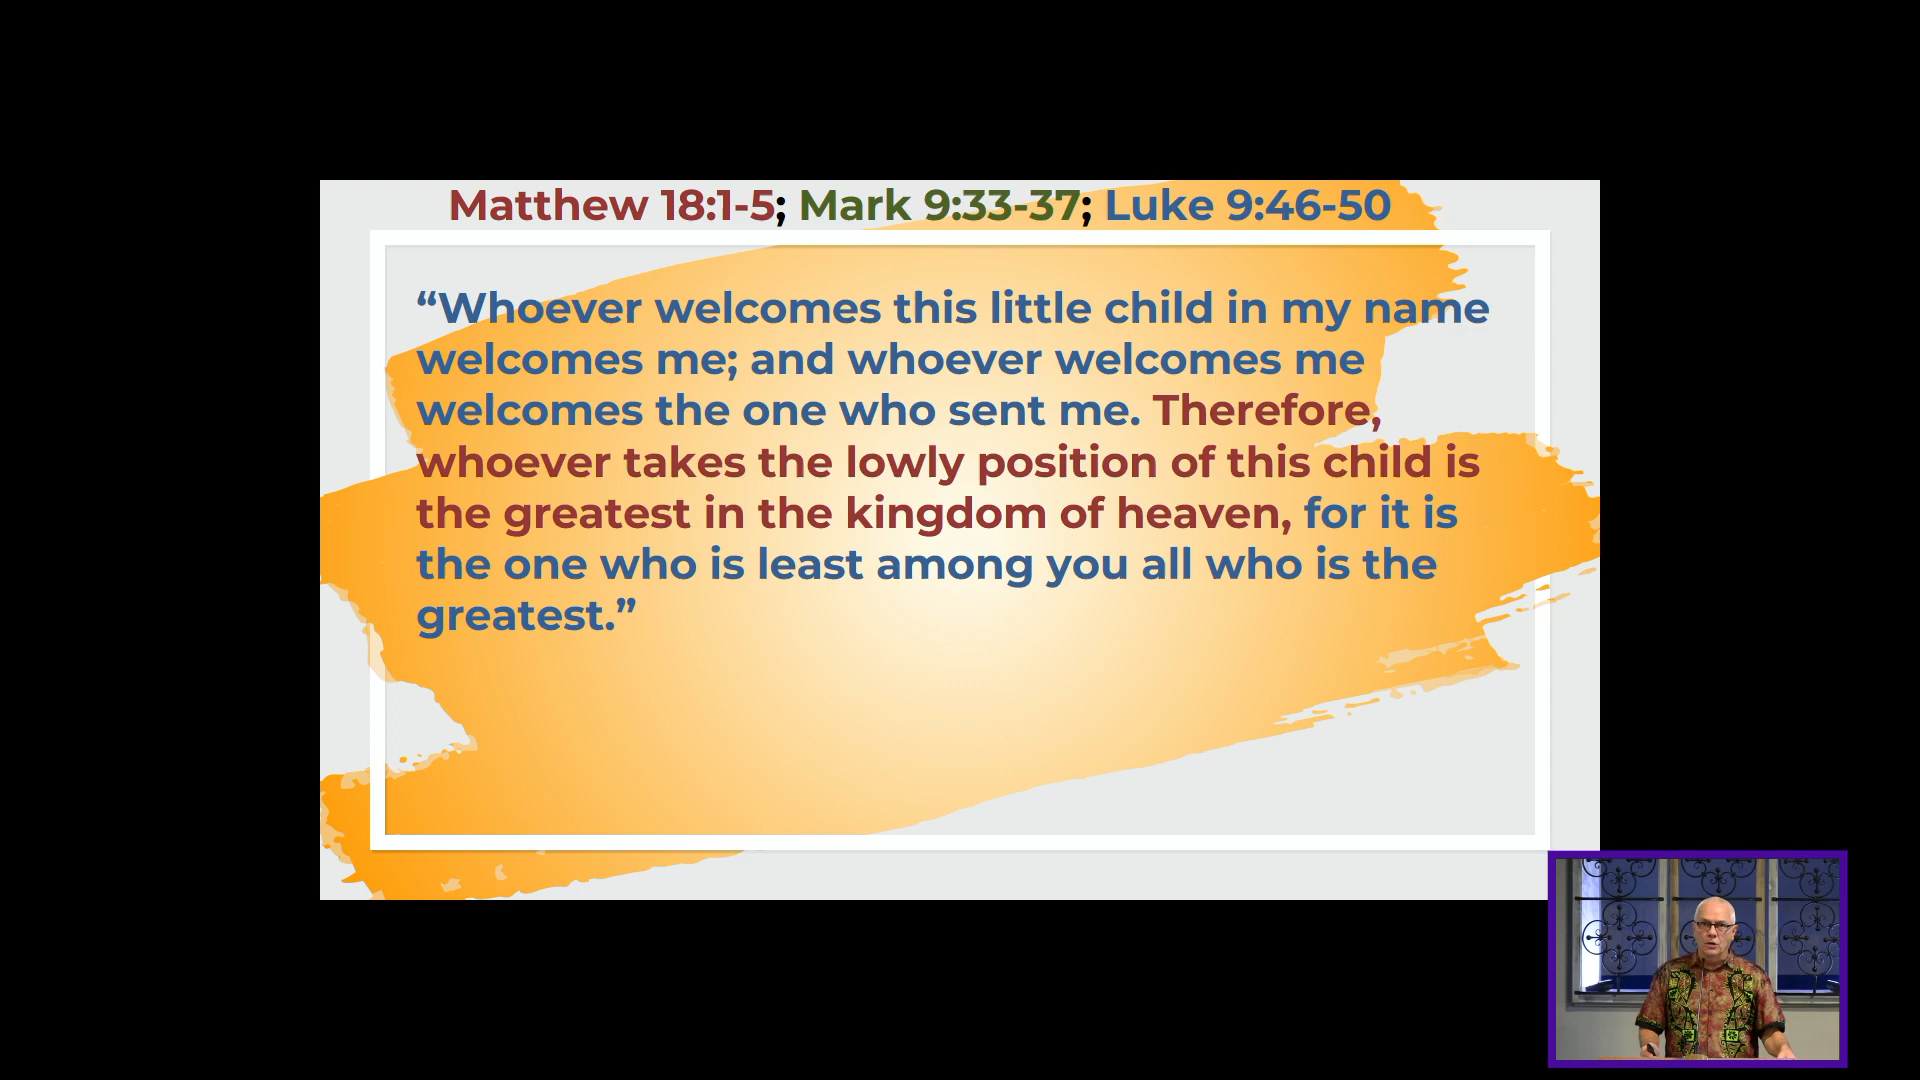 Matthew 18:1-5; Mark 9:33-37; Luke 9:46-50
“Whoever welcomes this little child in my name
welcomes me; and whoever welcomes me
welcomes the one who sent me. Therefore,
whoever takes the lowly position of this child is
the greatest in the kingdom of heaven, for it is
the one who is least among you all who is the
greatest.”